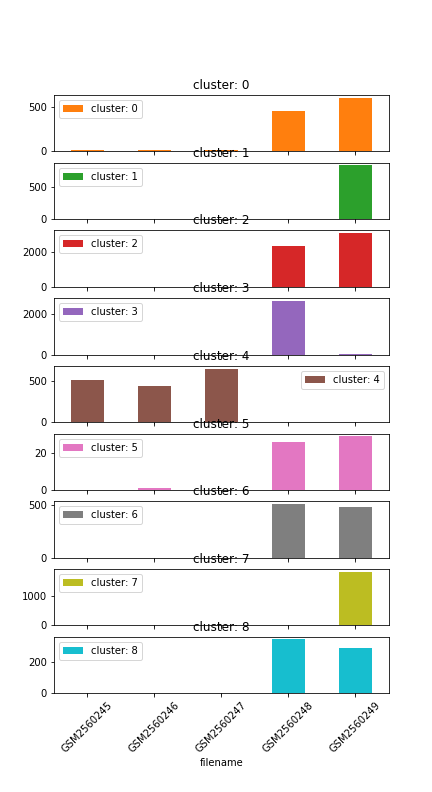 cluster: 0
500
0
cluster: 0
cluster: 1
500
0
cluster: 1
cluster: 2
2000
0
cluster: 2
cluster: 3
2000
0
cluster: 3
cluster: 4
500
0
cluster: 4
cluster: 5
20
0
cluster: 5
cluster: 6
500
0
cluster: 6
cluster: 7
1000
0
cluster: 7
cluster: 8
200
0
cluster: 8
GSM2560245
GSM2560246
GSM2560247
GSM2560248
GSM2560249
filename